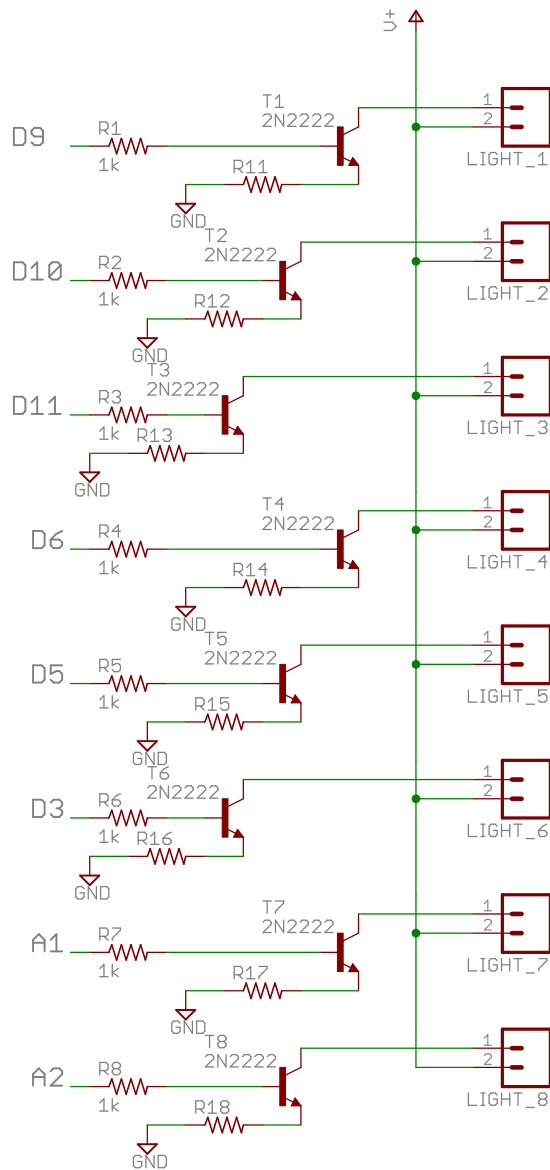 V+
T1
2N2222
D9
R1
1k
R11
GND
1
2
LIGHT_1
T2
2N2222
D10
R2
1k
R12
GND
1
2
LIGHT_2
T3
2N2222
D11
R3
1k
R13
GND
1
2
LIGHT_3
T4
2N2222
D6
R4
1k
R14
GND
1
2
LIGHT_4
T5
2N2222
D5
R5
1k
R15
GND
1
2
LIGHT_5
T6
2N2222
D3
R6
1k
R16
GND
1
2
LIGHT_6
T7
2N2222
A1
R7
1k
R17
GND
1
2
LIGHT_7
T8
2N2222
A2
R8
1k
R18
GND
1
2
LIGHT_8